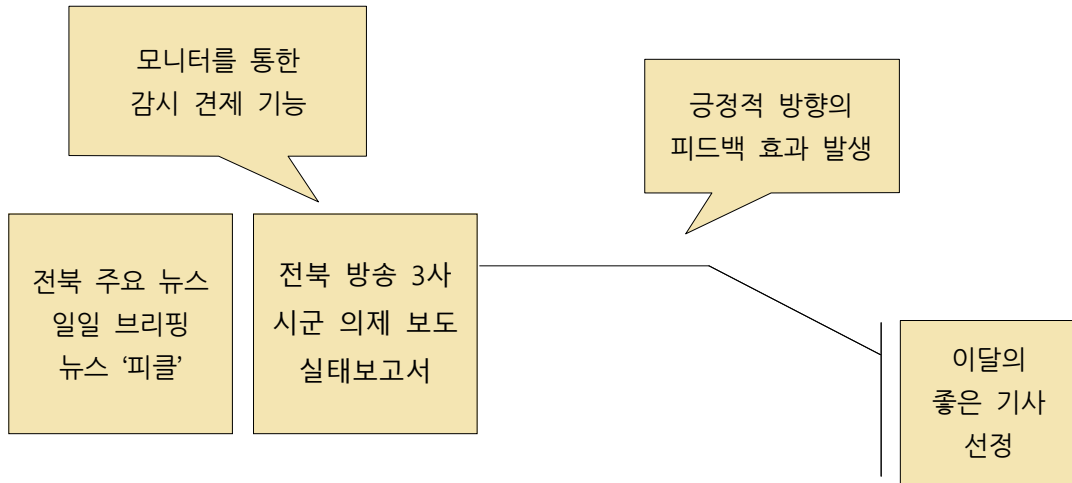 모니터를 통한
감시 견제 기능
긍정적 방향의
피드백 효과 발생
전북 주요 뉴스
일일 브리핑
뉴스 ‘피클’
전북 방송 3사
시군 의제 보도
실태보고서
이달의
좋은 기사
선정